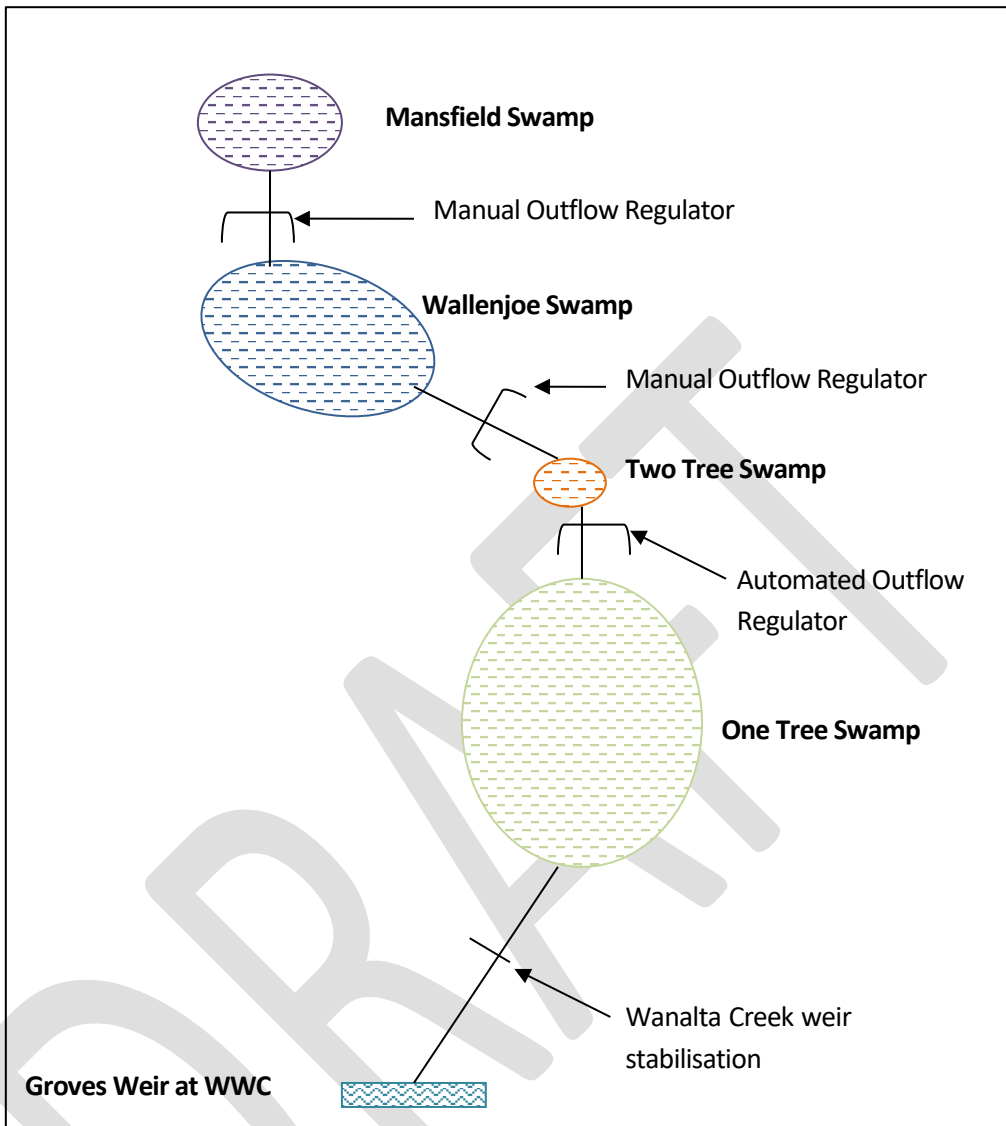 Mansfield Swamp
Manual Outflow Regulator
Wallenjoe Swamp
Manual Outflow Regulator
Two Tree Swamp
Automated Outflow
Regulator
One Tree Swamp
Wanalta Creek weir
stabilisation
Groves Weir at WWC
DRAFT